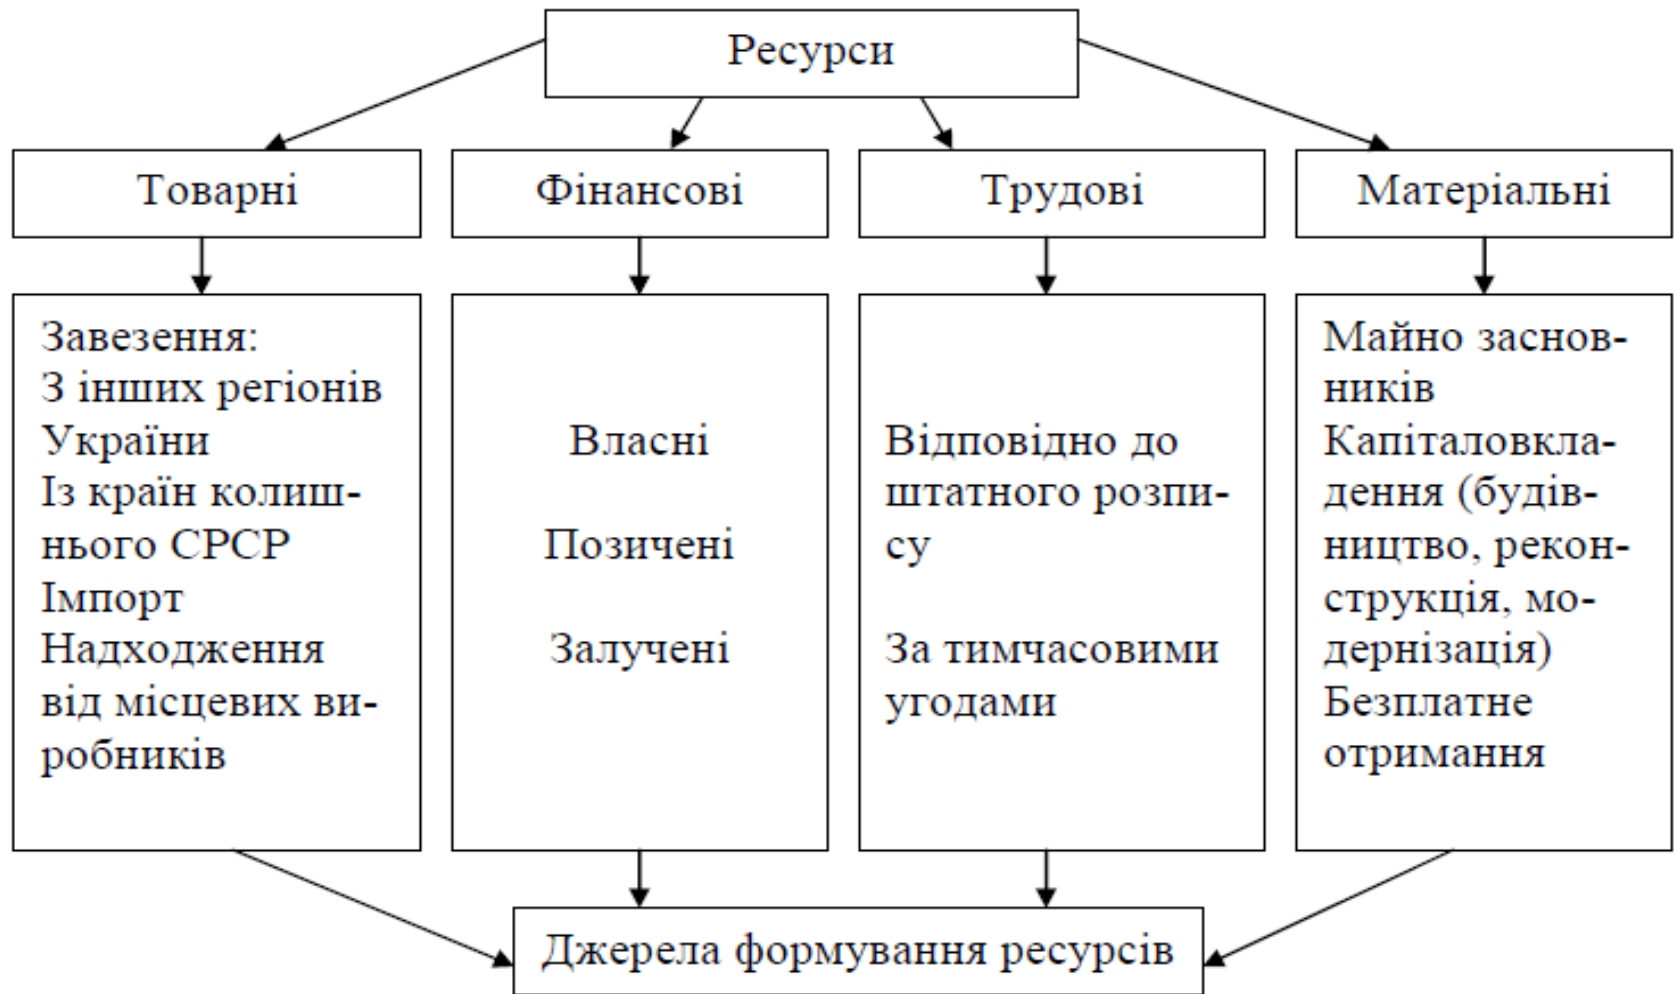 Ресурси
Товарні
Фінансові
Трудові
Матеріальні
Завезення:
З інших регіонів
України
Із країн колиш-
нього СРСР
Імпорт
Надходження
від місцевих ви-
робників
Власні
Позичені
Залучені
Відповідно до
штатного розпи-
су
За тимчасовими
угодами
Майно заснов-
ників
Капіталовкла-
дення (будів-
ництво, рекон-
струкція, мо-
дернізація)
Безплатне
отримання
Джерела формування ресурсів